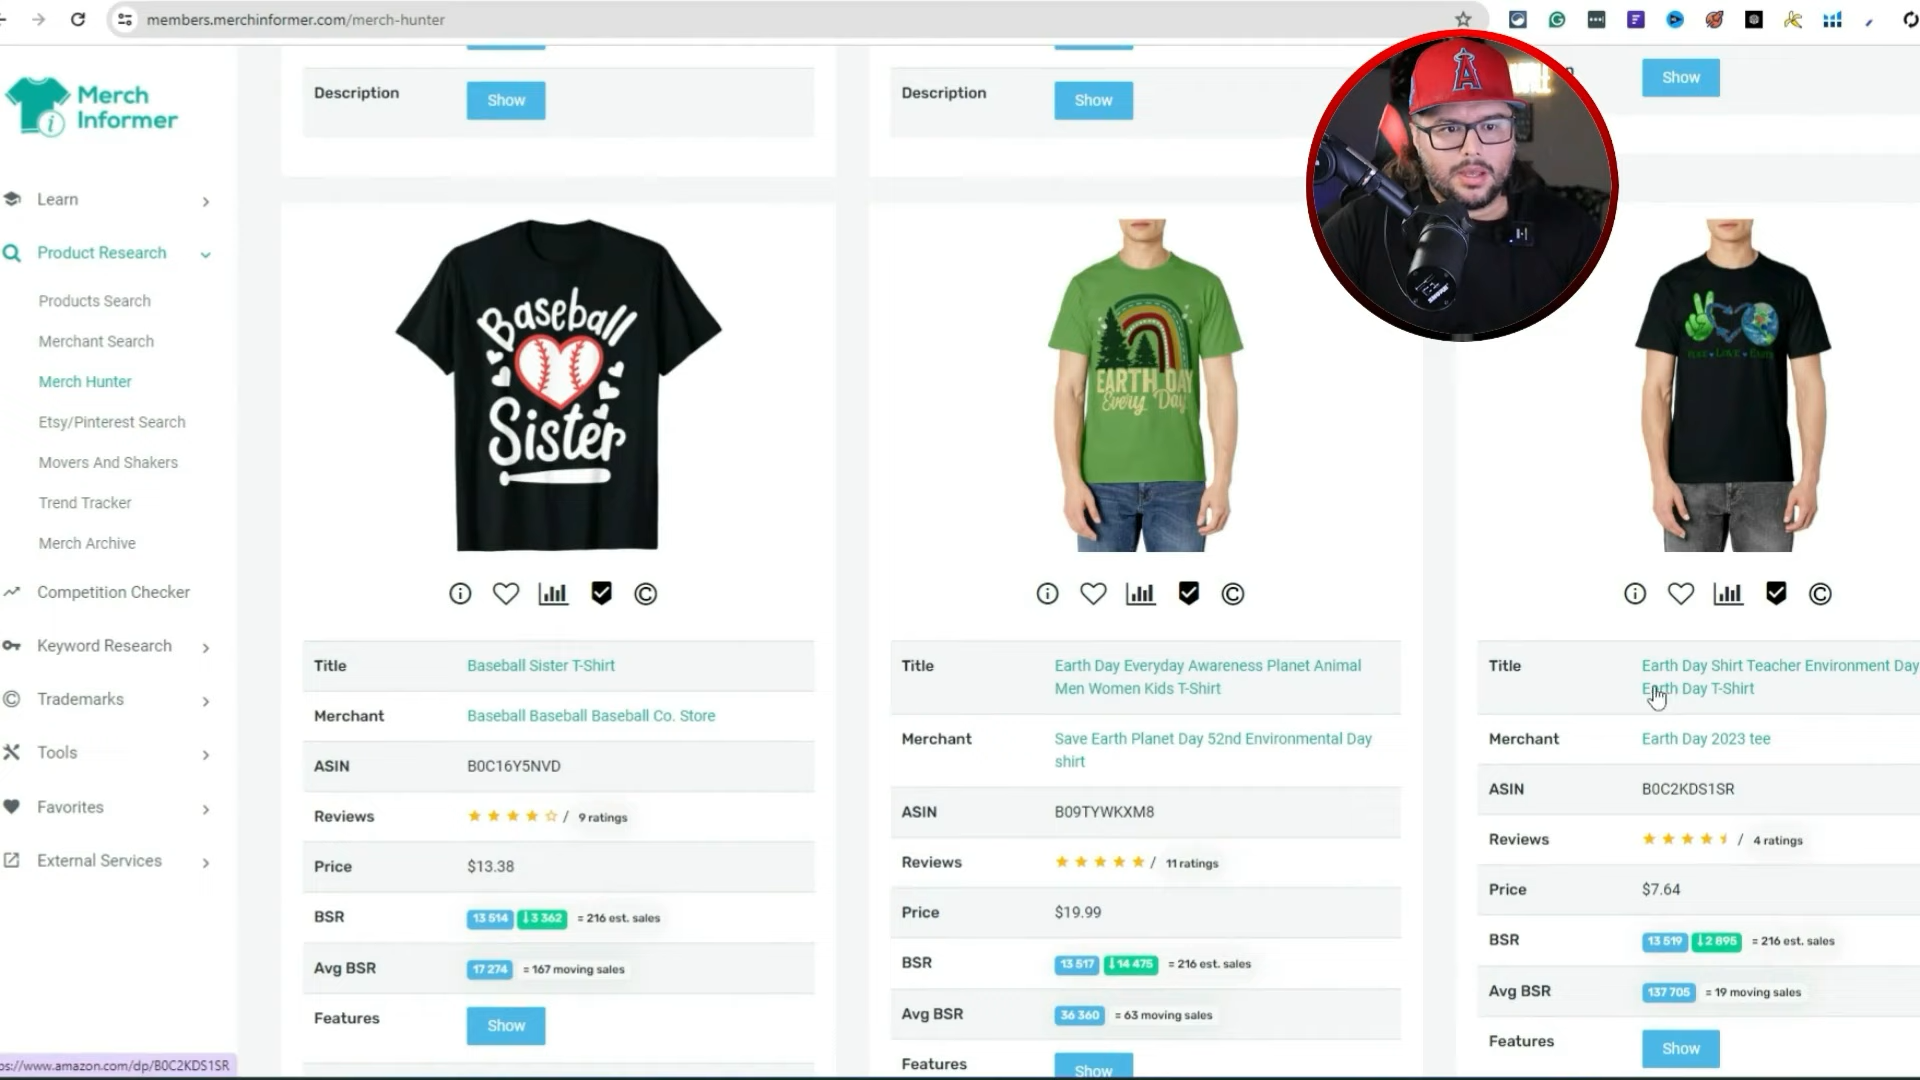 members.merchinformer.com/merch-hunter
Merch
Informer
Learn
Product Research
Products Search
Merchant Search
Merch Hunter
Etsy/Pinterest Search
Movers And Shakers
Trend Tracker
Merch Archive
Competition Checker
Keyword Research
Trademarks
Tools
Favorites
External Services
ps://www.amazon.com/dp/B0C2KDS1SR
Description Show
Baseball
Sister
Title Baseball Sister T-Shirt
Merchant Baseball Baseball Baseball Co. Store
ASIN B0C16Y5NVD
Reviews / 9 ratings
Price $13.38
BSR 13 514 ↓3 362 = 216 est. sales
Avg BSR 17 274 = 167 moving sales
Features Show
Description Show
EARTH DAY
Every Day
Title Earth Day Everyday Awareness Planet Animal
Men Women Kids T-Shirt
Merchant Save Earth Planet Day 52nd Environmental Day
shirt
ASIN B09TYWKXM8
Reviews / 11 ratings
Price $19.99
BSR 13 517 ↓14 475 = 216 est. sales
Avg BSR 36 360 = 63 moving sales
Features Show
Show
A
PEACE • LOVE • EARTH
Title Earth Day Shirt Teacher Environment Day
Earth Day T-Shirt
Merchant Earth Day 2023 tee
ASIN B0C2KDS1SR
Reviews / 4 ratings
Price $7.64
BSR 13 519 ↓2 895 = 216 est. sales
Avg BSR 137 705 = 19 moving sales
Features Show